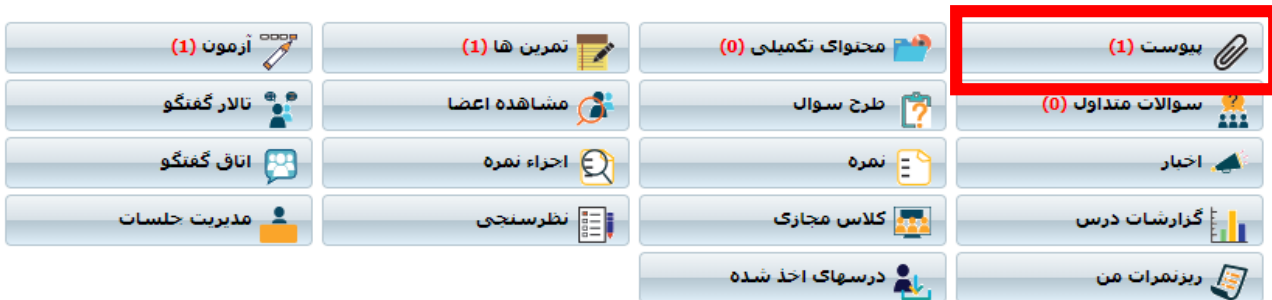 پیوست (1)
محتوای تکمیلی (0)
تمرین ها (1)
آزمون (1)
سوالات متداول (0)
طرح سوال
مشاهده اعضا
تالار گفتگو
اخبار
نمره
اجزاء نمره
اتاق گفتگو
گزارشات درس
کلاس مجازی
نظرسنجی
مدیریت جلسات
ریزنمرات من
درسهای اخذ شده